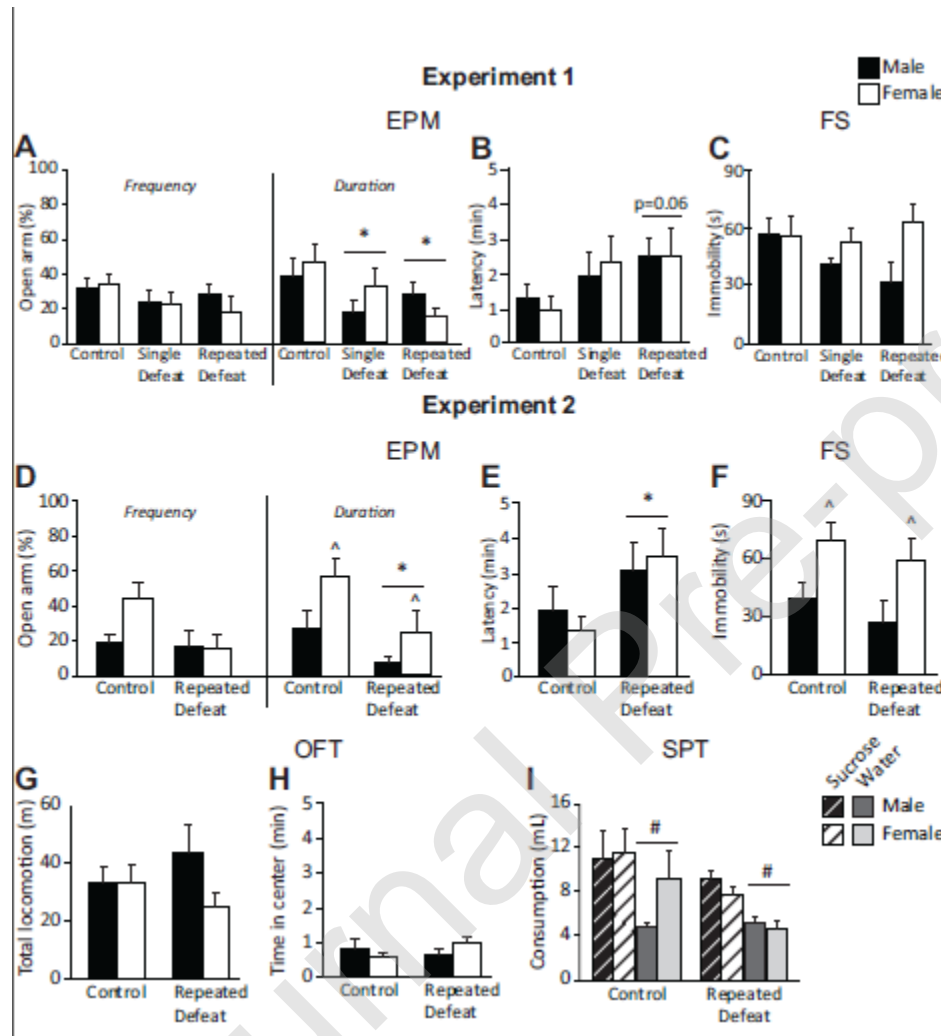 Experiment 1
Male
Female
EPM
FS
A
B
C
100
80
60
40
20
0
Open arm (%)
Frequency
Duration
*
*
Control
Single Defeat
Repeated Defeat
Control
Single Defeat
Repeated Defeat
5
4
3
2
1
0
Latency (min)
p=0.06
Control
Single Defeat
Repeated Defeat
90
60
30
0
Immobility (s)
Control
Single Defeat
Repeated Defeat
Experiment 2
EPM
FS
D
E
F
100
80
60
40
20
0
Open arm (%)
Frequency
Duration
^
*
^
Control
Repeated Defeat
Control
Repeated Defeat
5
4
3
2
1
0
Latency (min)
*
Control
Repeated Defeat
90
60
30
0
Immobility (s)
^
^
Control
Repeated Defeat
OFT
SPT
G
H
I
60
40
20
0
Total locomotion (m)
Control
Repeated Defeat
5
4
3
2
1
0
Time in center (min)
Control
Repeated Defeat
16
12
8
4
0
Consumption (mL)
#
#
Control
Repeated Defeat
Sucrose
Water
Male
Female
urnal Pre-pr